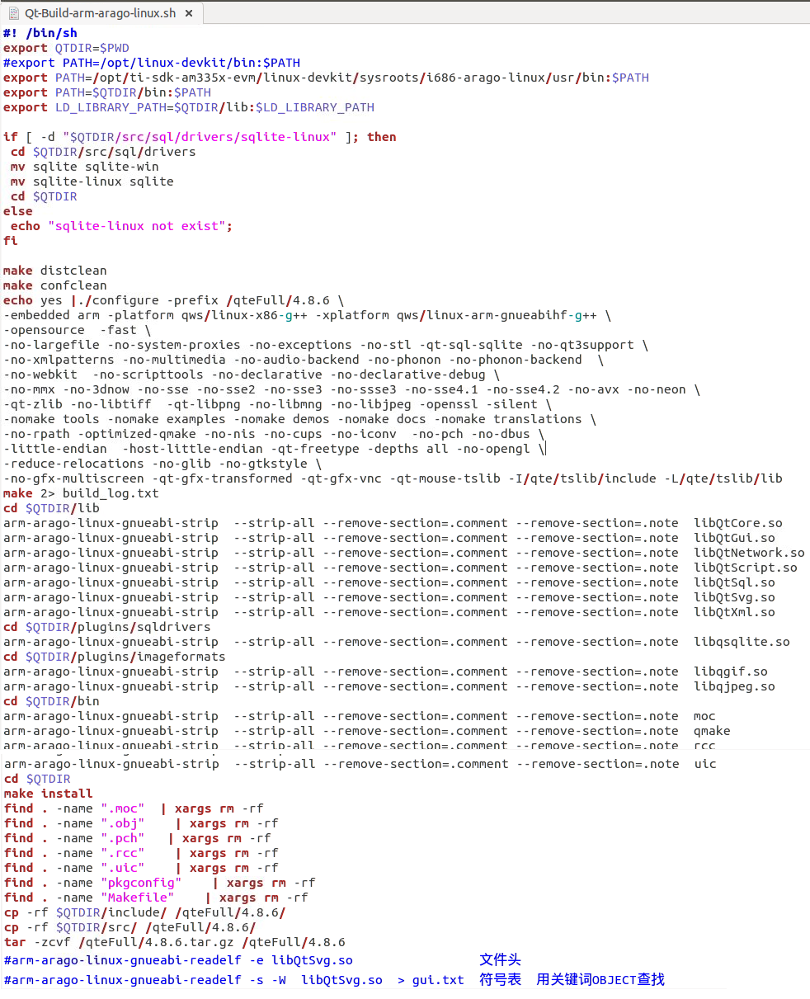 Qt-Build-arm-arago-linux.sh ×
#! /bin/sh
export QTDIR=$PWD
#export PATH=/opt/linux-devkit/bin:$PATH
export PATH=/opt/ti-sdk-am335x-evm/linux-devkit/sysroots/i686-arago-linux/usr/bin:$PATH
export PATH=$QTDIR/bin:$PATH
export LD_LIBRARY_PATH=$QTDIR/lib:$LD_LIBRARY_PATH
if [ -d "$QTDIR/src/sql/drivers/sqlite-linux" ]; then
 cd $QTDIR/src/sql/drivers
 mv sqlite sqlite-win
 mv sqlite-linux sqlite
 cd $QTDIR
else
 echo "sqlite-linux not exist";
fi
make distclean
make confclean
echo yes |./configure -prefix /qteFull/4.8.6 \
-embedded arm -platform qws/linux-x86-g++ -xplatform qws/linux-arm-gnueabihf-g++ \
-opensource  -fast \
-no-largefile -no-system-proxies -no-exceptions -no-stl -qt-sql-sqlite -no-qt3support \
-no-xmlpatterns -no-multimedia -no-audio-backend -no-phonon -no-phonon-backend  \
-no-webkit  -no-scripttools -no-declarative -no-declarative-debug \
-no-mmx -no-3dnow -no-sse -no-sse2 -no-sse3 -no-ssse3 -no-sse4.1 -no-sse4.2 -no-avx -no-neon \
-qt-zlib -no-libtiff  -qt-libpng -no-libmng -no-libjpeg -openssl -silent \
-nomake tools -nomake examples -nomake demos -nomake docs -nomake translations \
-no-rpath -optimized-qmake -no-nis -no-cups -no-iconv  -no-pch -no-dbus \
-little-endian  -host-little-endian -qt-freetype -depths all -no-opengl \
-reduce-relocations -no-glib -no-gtkstyle \
-no-gfx-multiscreen -qt-gfx-transformed -qt-gfx-vnc -qt-mouse-tslib -I/qte/tslib/include -L/qte/tslib/lib
make 2> build_log.txt
cd $QTDIR/lib
arm-arago-linux-gnueabi-strip  --strip-all --remove-section=.comment --remove-section=.note  libQtCore.so
arm-arago-linux-gnueabi-strip  --strip-all --remove-section=.comment --remove-section=.note  libQtGui.so
arm-arago-linux-gnueabi-strip  --strip-all --remove-section=.comment --remove-section=.note  libQtNetwork.so
arm-arago-linux-gnueabi-strip  --strip-all --remove-section=.comment --remove-section=.note  libQtScript.so
arm-arago-linux-gnueabi-strip  --strip-all --remove-section=.comment --remove-section=.note  libQtSql.so
arm-arago-linux-gnueabi-strip  --strip-all --remove-section=.comment --remove-section=.note  libQtSvg.so
arm-arago-linux-gnueabi-strip  --strip-all --remove-section=.comment --remove-section=.note  libQtXml.so
cd $QTDIR/plugins/sqldrivers
arm-arago-linux-gnueabi-strip  --strip-all --remove-section=.comment --remove-section=.note  libqsqlite.so
cd $QTDIR/plugins/imageformats
arm-arago-linux-gnueabi-strip  --strip-all --remove-section=.comment --remove-section=.note  libqgif.so
arm-arago-linux-gnueabi-strip  --strip-all --remove-section=.comment --remove-section=.note  libqjpeg.so
cd $QTDIR/bin
arm-arago-linux-gnueabi-strip  --strip-all --remove-section=.comment --remove-section=.note  moc
arm-arago-linux-gnueabi-strip  --strip-all --remove-section=.comment --remove-section=.note  qmake
arm-arago-linux-gnueabi-strip  --strip-all --remove-section=.comment --remove-section=.note  rcc
arm-arago-linux-gnueabi-strip  --strip-all --remove-section=.comment --remove-section=.note  uic
cd $QTDIR
make install
find . -name ".moc"  | xargs rm -rf
find . -name ".obj"    | xargs rm -rf
find . -name ".pch"   | xargs rm -rf
find . -name ".rcc"    | xargs rm -rf
find . -name ".uic"    | xargs rm -rf
find . -name "pkgconfig"    | xargs rm -rf
find . -name "Makefile"    | xargs rm -rf
cp -rf $QTDIR/include/ /qteFull/4.8.6/
cp -rf $QTDIR/src/ /qteFull/4.8.6/
tar -zcvf /qteFull/4.8.6.tar.gz /qteFull/4.8.6
#arm-arago-linux-gnueabi-readelf -e libQtSvg.so                 文件头
#arm-arago-linux-gnueabi-readelf -s -W  libQtSvg.so  > gui.txt  符号表  用关键词OBJECT查找